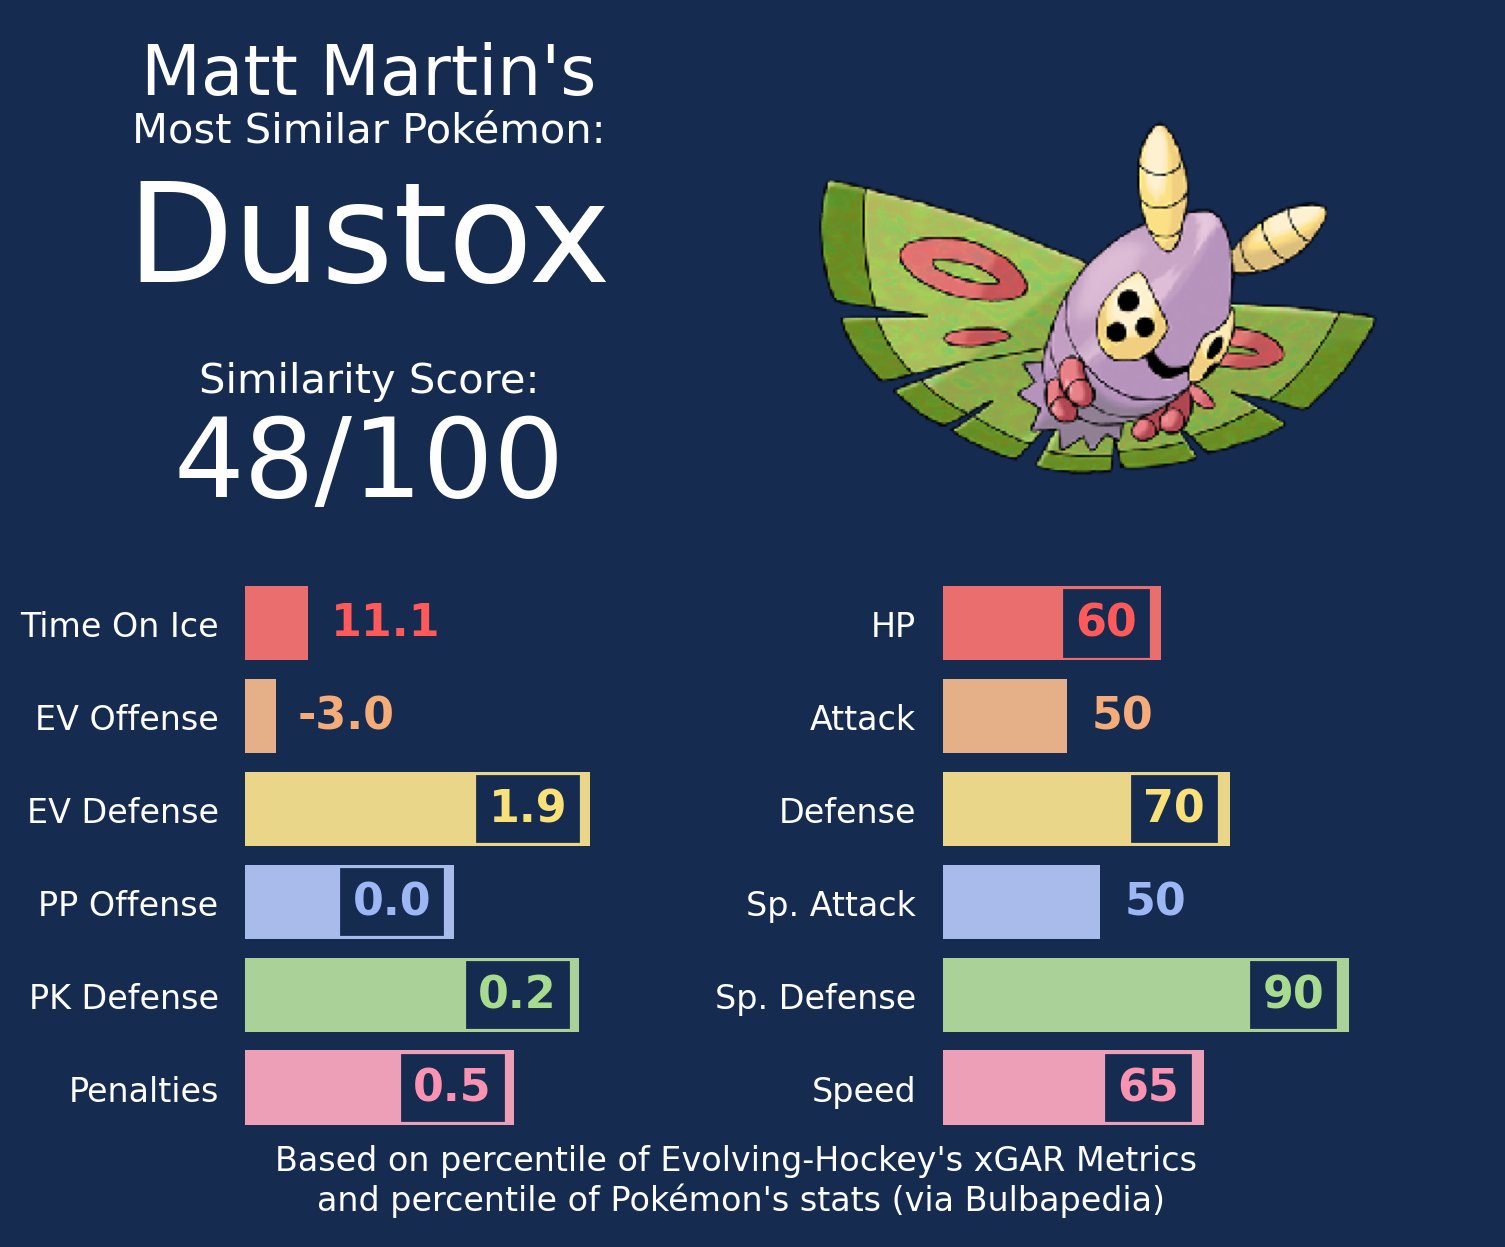 Matt Martin's
Most Similar Pokémon:
Dustox
Similarity Score:
48/100
Time On Ice 11.1
EV Offense -3.0
EV Defense 1.9
PP Offense 0.0
PK Defense 0.2
Penalties 0.5
HP 60
Attack 50
Defense 70
Sp. Attack 50
Sp. Defense 90
Speed 65
Based on percentile of Evolving-Hockey's xGAR Metrics
and percentile of Pokémon's stats (via Bulbapedia)